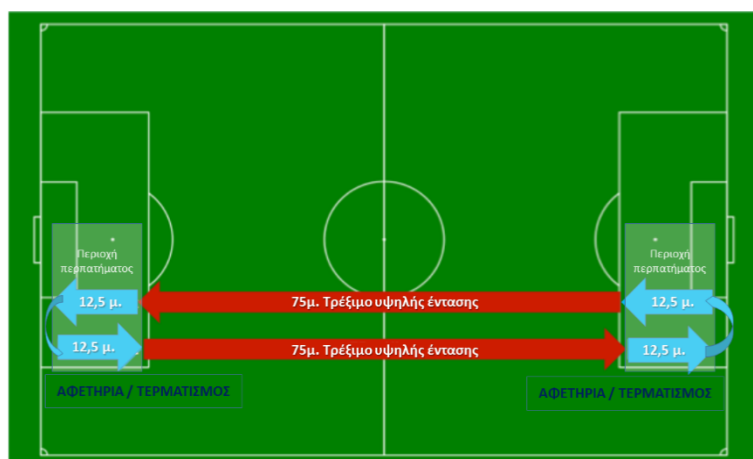 Περιοχή
περπατήματος
Περιοχή
περπατήματος
12,5 μ.
75μ. Τρέξιμο υψηλής έντασης
12,5 μ.
12,5 μ.
75μ. Τρέξιμο υψηλής έντασης
12,5 μ.
ΑΦΕΤΗΡΙΑ / ΤΕΡΜΑΤΙΣΜΟΣ
ΑΦΕΤΗΡΙΑ / ΤΕΡΜΑΤΙΣΜΟΣ